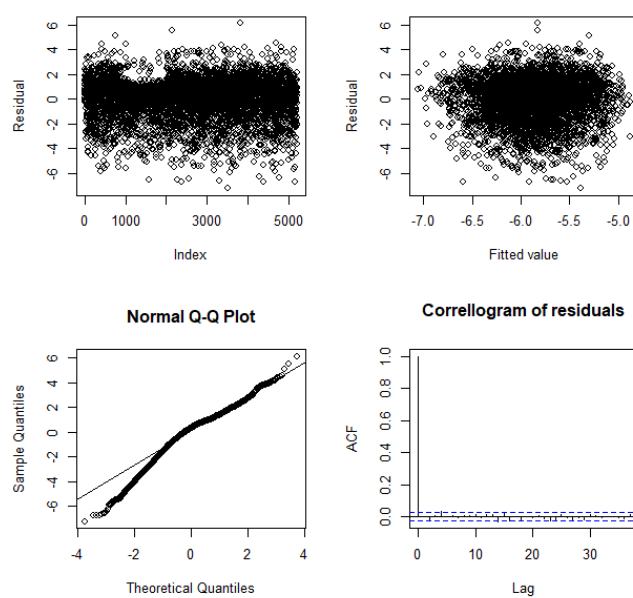 Residual
6
4
2
0
-2
-4
-6
0 1000 3000 5000
Index
Residual
6
4
2
0
-2
-4
-6
-7.0 -6.5 -6.0 -5.5 -5.0
Fitted value
Normal Q-Q Plot
Sample Quantiles
6
4
2
0
-2
-4
-6
-4 -2 0 2 4
Theoretical Quantiles
Correllogram of residuals
ACF
1.0
0.8
0.6
0.4
0.2
0.0
0 10 20 30
Lag